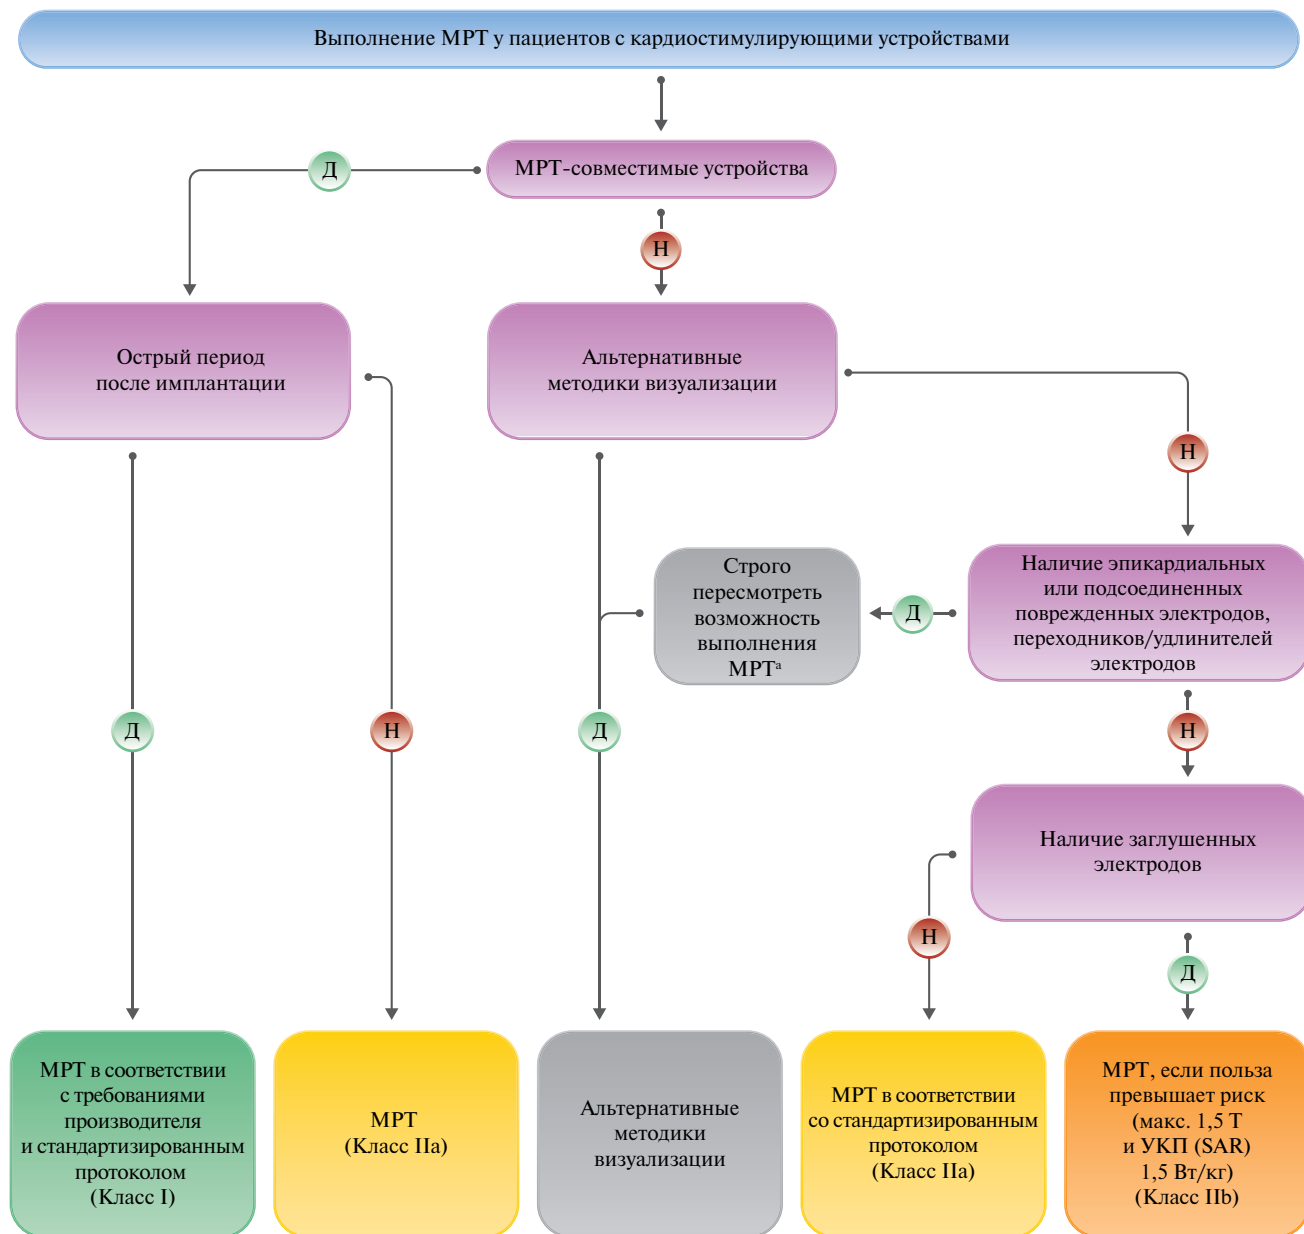 Выполнение МРТ у пациентов с кардиостимулирующими устройствами
МРТ-совместимые устройства
Д
Н
Острый период
после имплантации
Альтернативные
методики визуализации
Н
Строго
пересмотреть
возможность
выполнения
МРТª
Д
Наличие эпикардиальных
или подсоединенных
поврежденных электродов,
переходников/удлинителей
электродов
Д
Н
Д
Н
Наличие заглушенных
электродов
Н
Д
МРТ в соответствии
с требованиями
производителя
и стандартизированным
протоколом
(Класс I)
МРТ
(Класс IIa)
Альтернативные
методики
визуализации
МРТ в соответствии
со стандартизированным
протоколом
(Класс IIa)
МРТ, если польза
превышает риск
(макс. 1,5 Т
и УКП (SAR)
1,5 Вт/кг)
(Класс IIb)